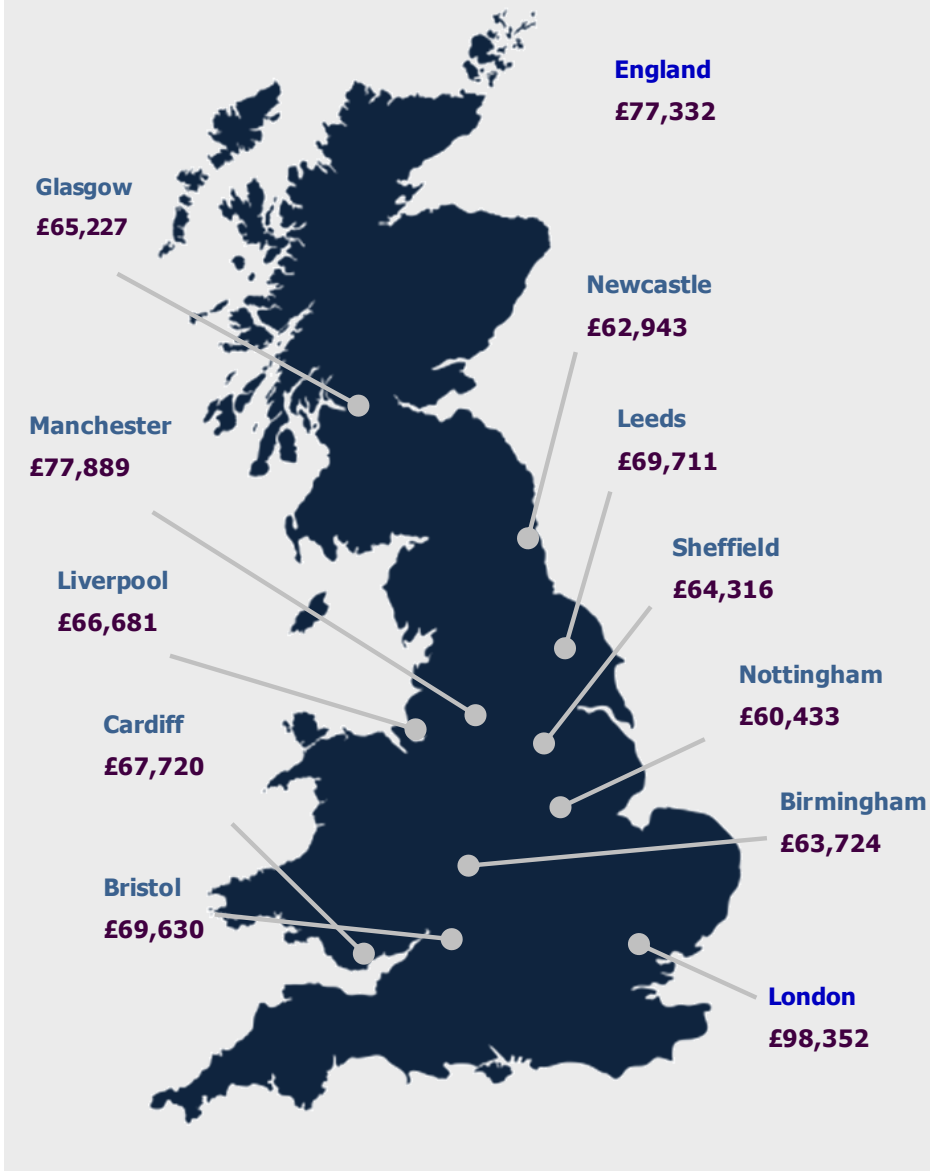 England
£77,332
Glasgow
£65,227
Newcastle
£62,943
Manchester
£77,889
Leeds
£69,711
Sheffield
£64,316
Liverpool
£66,681
Nottingham
£60,433
Cardiff
£67,720
Birmingham
£63,724
Bristol
£69,630
London
£98,352